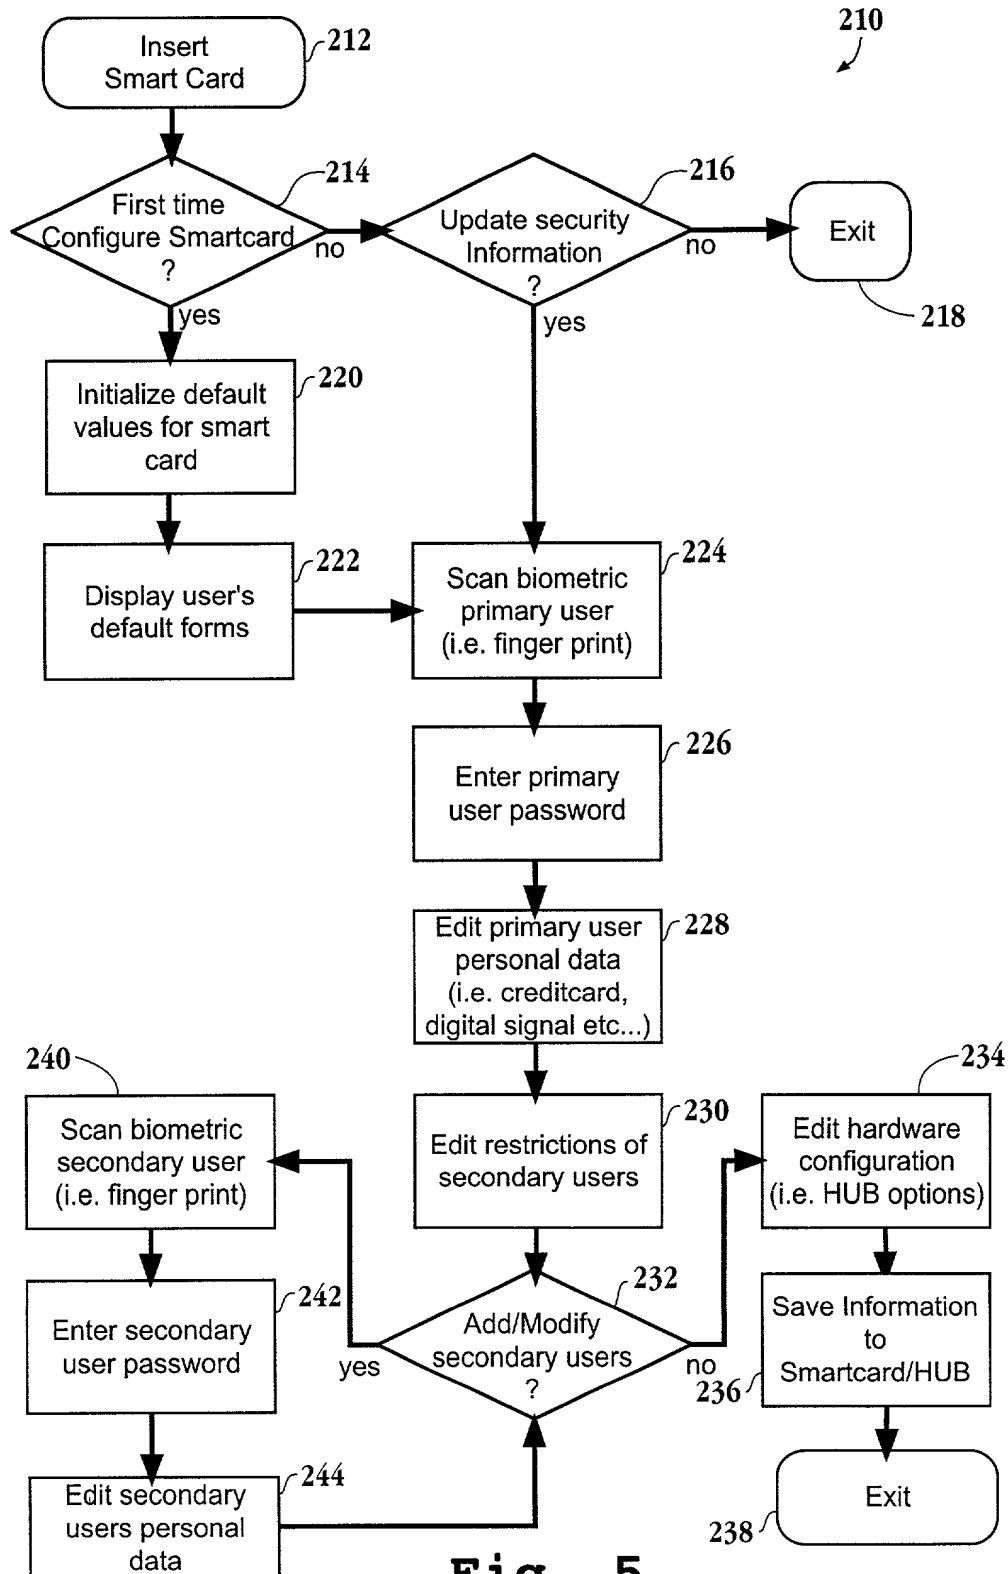 210
Insert
Smart Card
212
First time
Configure Smartcard
?
214
no
yes
Update security
Information
?
216
no
yes
Exit
218
Initialize default
values for smart
card
220
Display user's
default forms
222
Scan biometric
primary user
(i.e. finger print)
224
Enter primary
user password
226
Edit primary user
personal data
(i.e. creditcard,
digital signal etc...)
228
Edit restrictions of
secondary users
230
Add/Modify
secondary users
?
232
yes
no
Scan biometric
secondary user
(i.e. finger print)
240
Enter secondary
user password
242
Edit secondary
users personal
data
244
Edit hardware
configuration
(i.e. HUB options)
234
Save Information
to
Smartcard/HUB
236
Exit
238
Fig. 5